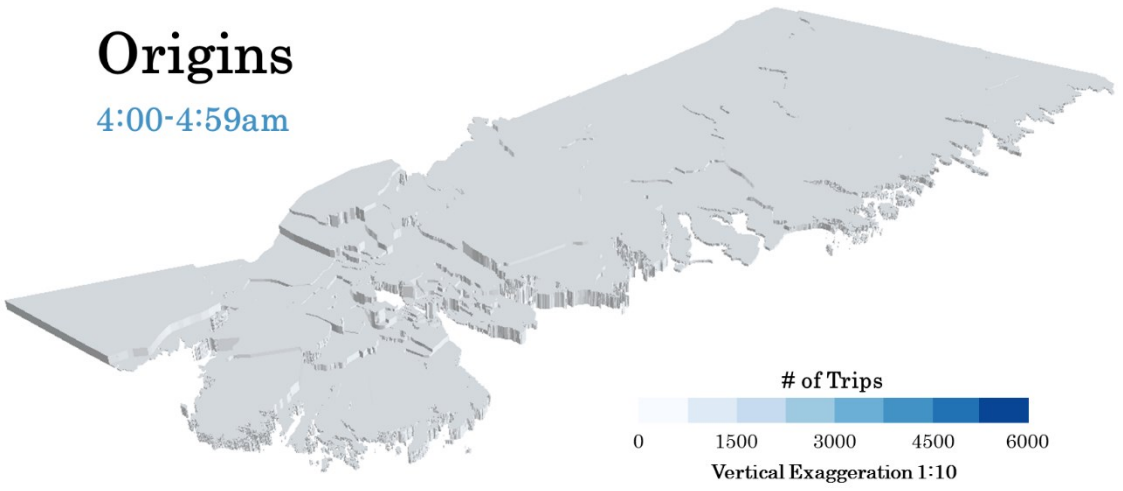 Origins
4:00-4:59am
# of Trips
0 1500 3000 4500 6000
Vertical Exaggeration 1:10